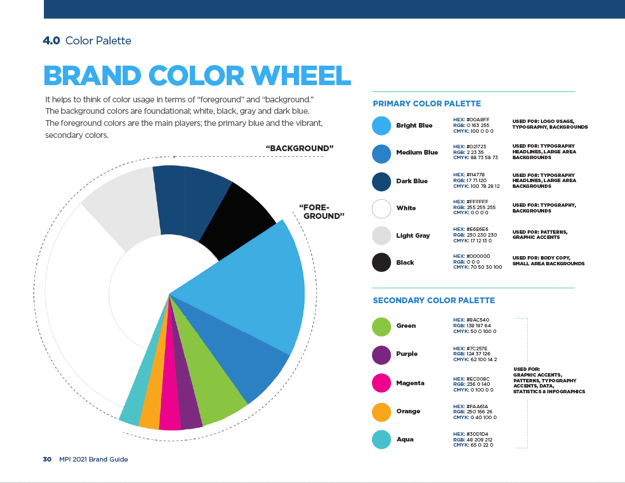 4.0 Color Palette
BRAND COLOR WHEEL
It helps to think of color usage in terms of “foreground” and “background.”
The background colors are foundational; white, black, gray and dark blue.
The foreground colors are the main players; the primary blue and the vibrant,
secondary colors.
“BACKGROUND”
“FORE-
GROUND”
PRIMARY COLOR PALETTE
Bright Blue
HEX: #00A9FF
RGB: 0 163 255
CMYK: 100 0 0 0
USED FOR: LOGO USAGE,
TYPOGRAPHY, BACKGROUNDS
Medium Blue
HEX: #021723
RGB: 2 23 35
CMYK: 88 73 58 73
USED FOR: TYPOGRAPHY
HEADLINES, LARGE AREA
BACKGROUNDS
Dark Blue
HEX: #114778
RGB: 17 71 120
CMYK: 100 78 28 12
USED FOR: TYPOGRAPHY
HEADLINES, LARGE AREA
BACKGROUNDS
White
HEX: #FFFFFF
RGB: 255 255 255
CMYK: 0 0 0 0
USED FOR: TYPOGRAPHY,
BACKGROUNDS
Light Gray
HEX: #E6E6E6
RGB: 230 230 230
CMYK: 17 12 13 0
USED FOR: PATTERNS,
GRAPHIC ACCENTS
Black
HEX: #000000
RGB: 0 0 0
CMYK: 70 50 30 100
USED FOR: BODY COPY,
SMALL AREA BACKGROUNDS
SECONDARY COLOR PALETTE
Green
HEX: #8AC540
RGB: 138 197 64
CMYK: 50 0 100 0
Purple
HEX: #7C257E
RGB: 124 37 126
CMYK: 62 100 14 2
Magenta
HEX: #EC008C
RGB: 236 0 140
CMYK: 0 100 0 0
Orange
HEX: #FAA61A
RGB: 250 166 26
CMYK: 0 40 100 0
Aqua
HEX: #30D1D4
RGB: 48 209 212
CMYK: 65 0 22 0
USED FOR:
GRAPHIC ACCENTS,
PATTERNS, TYPOGRAPHY
ACCENTS, DATA,
STATISTICS & INFOGRAPHICS
30 MPI 2021 Brand Guide